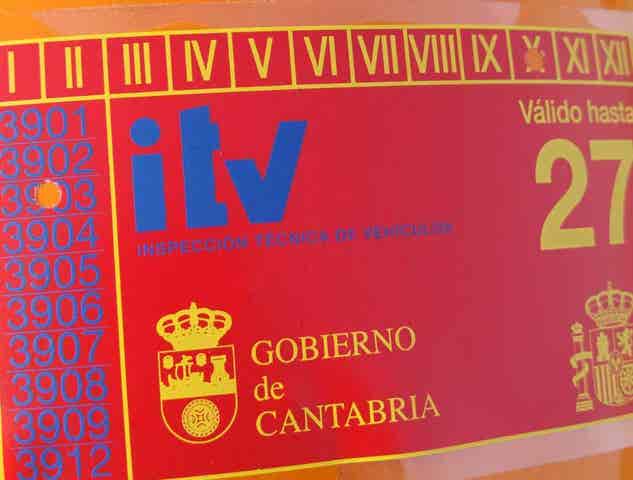 I II III IV V VI VII VIII IX X XI XII
3901
3902
3903
3904
3905
3906
3907
3908
3909
3912
itv
INSPECCIÓN TÉCNICA DE VEHÍCULOS
Válido hasta
27
GOBIERNO
de
CANTABRIA